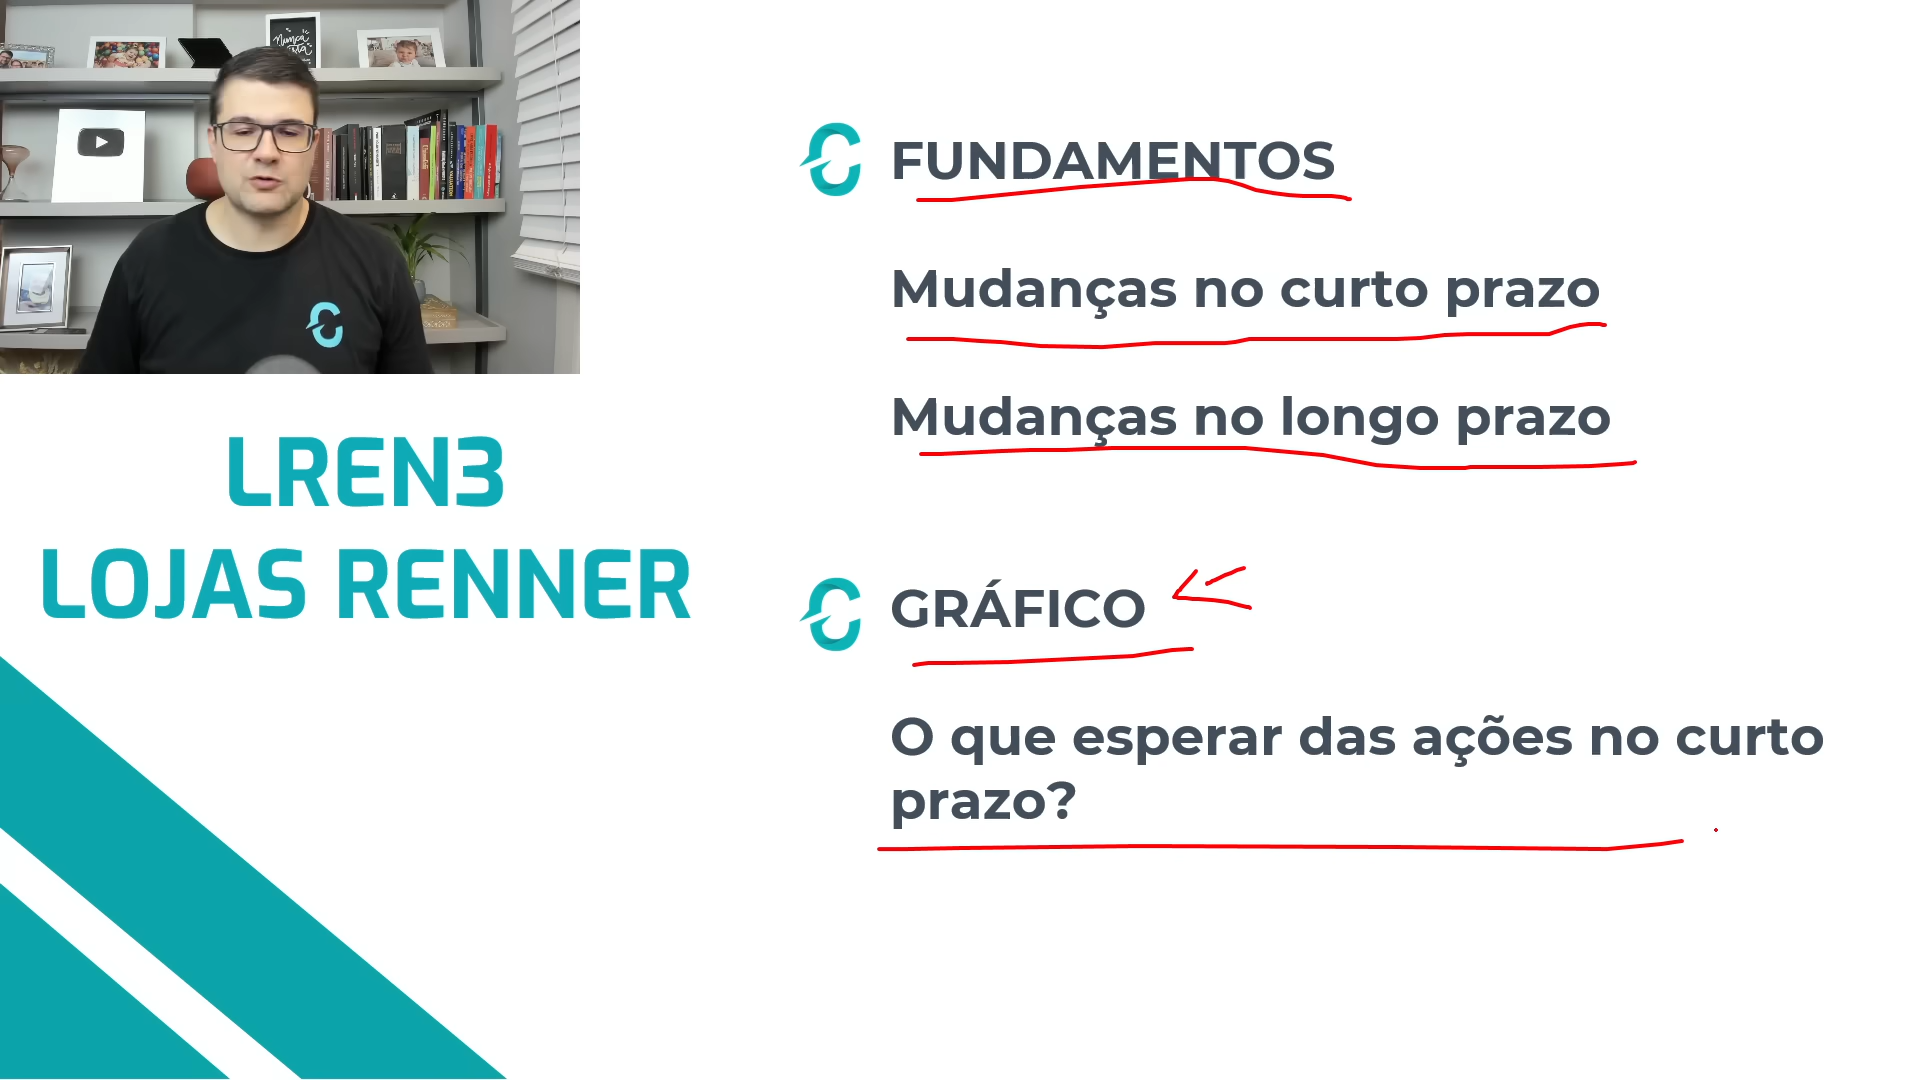 Nunca
FUNDAMENTOS
Mudanças no curto prazo
Mudanças no longo prazo
LREN3
LOJAS RENNER
GRÁFICO
O que esperar das ações no curto
prazo?